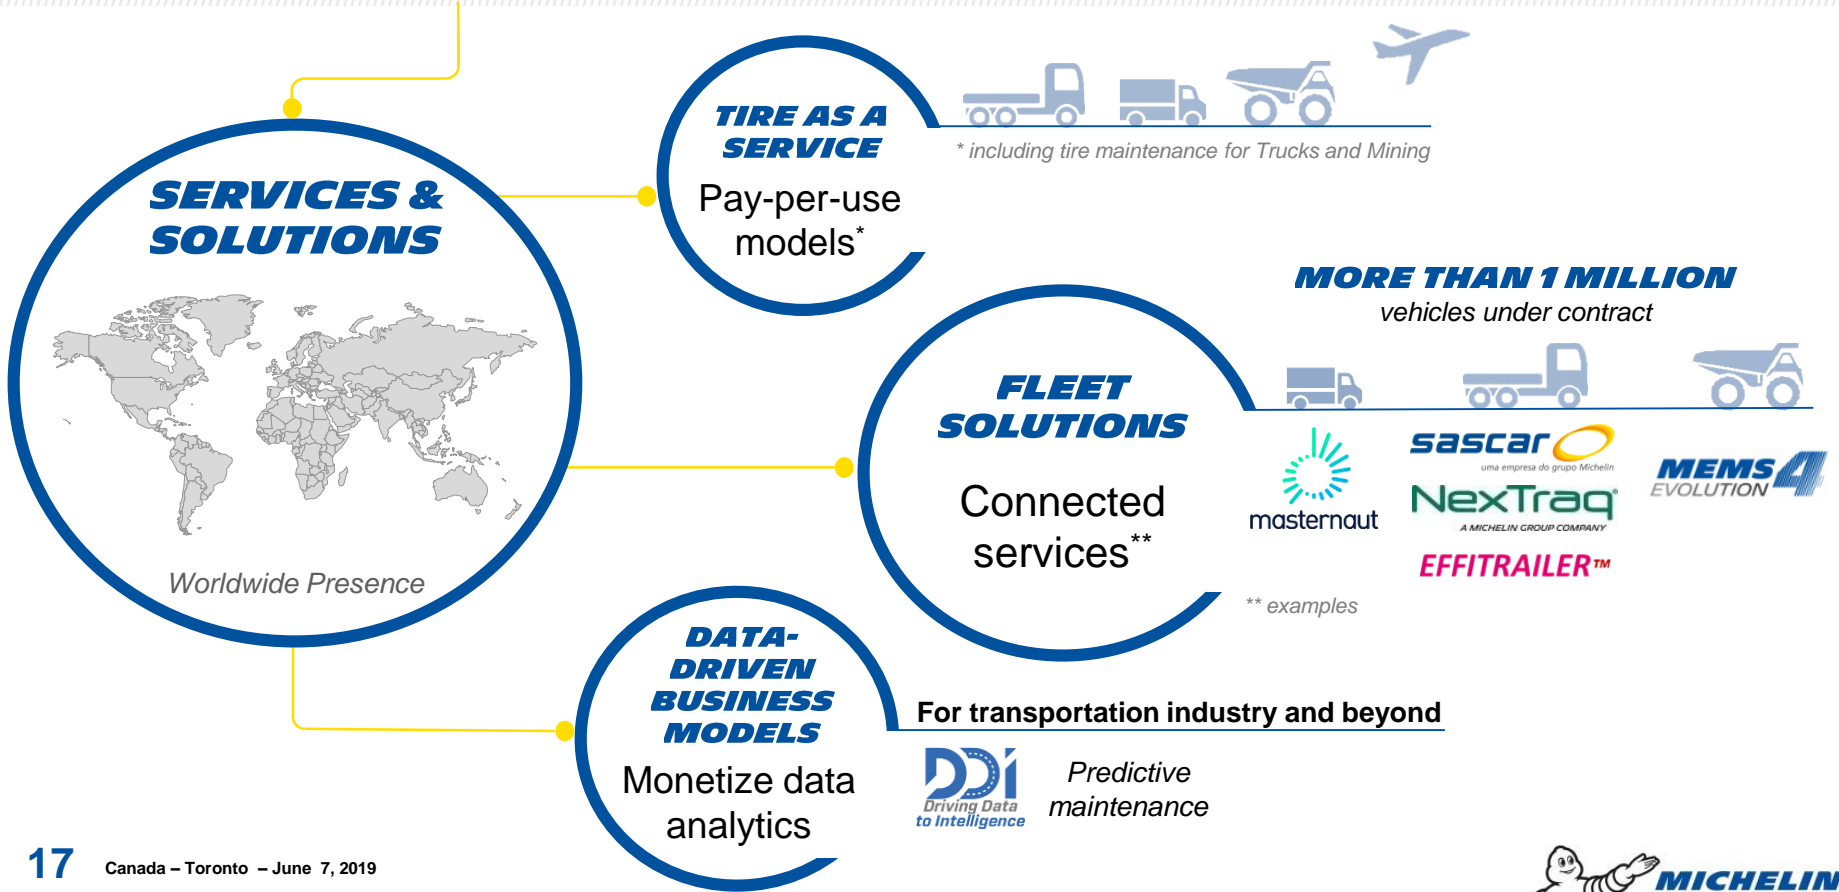 SERVICES &
SOLUTIONS
Worldwide Presence
TIRE AS A
SERVICE
Pay-per-use
models*
* including tire maintenance for Trucks and Mining
FLEET
SOLUTIONS
Connected
services**
MORE THAN 1 MILLION
vehicles under contract
masternaut
sascar
uma empresa do grupo Michelin
NexTraq
A MICHELIN GROUP COMPANY
EFFITRAILER™
MEMS 4
EVOLUTION
** examples
DATA-
DRIVEN
BUSINESS
MODELS
Monetize data
analytics
For transportation industry and beyond
DDi
Driving Data
to Intelligence
Predictive
maintenance
17 Canada – Toronto – June 7, 2019
MICHELIN